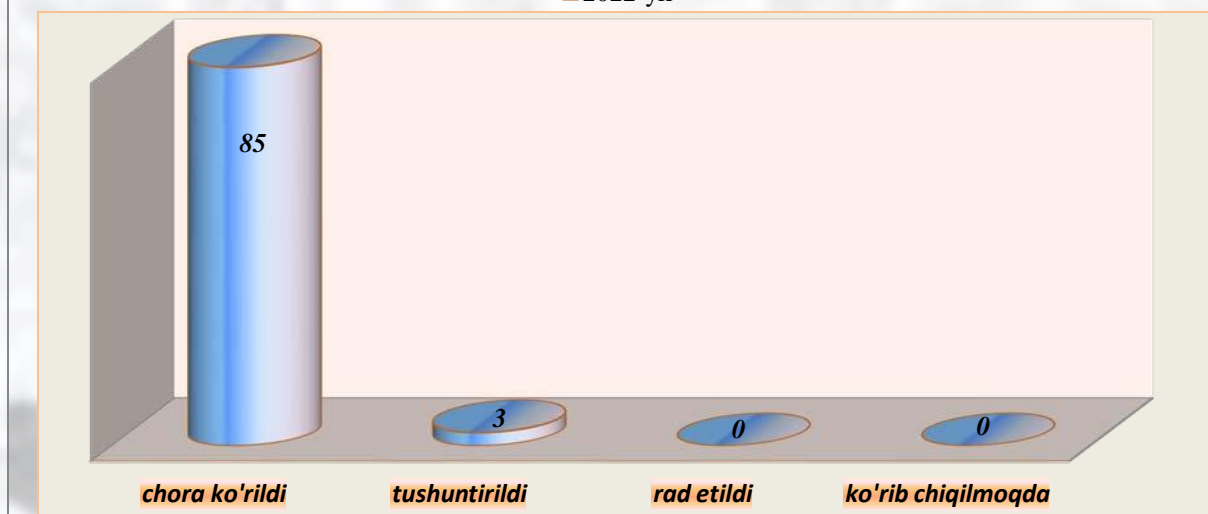 85
3
0
0
chora ko'rildi
tushuntirildi
rad etildi
ko'rib chiqilmoqda